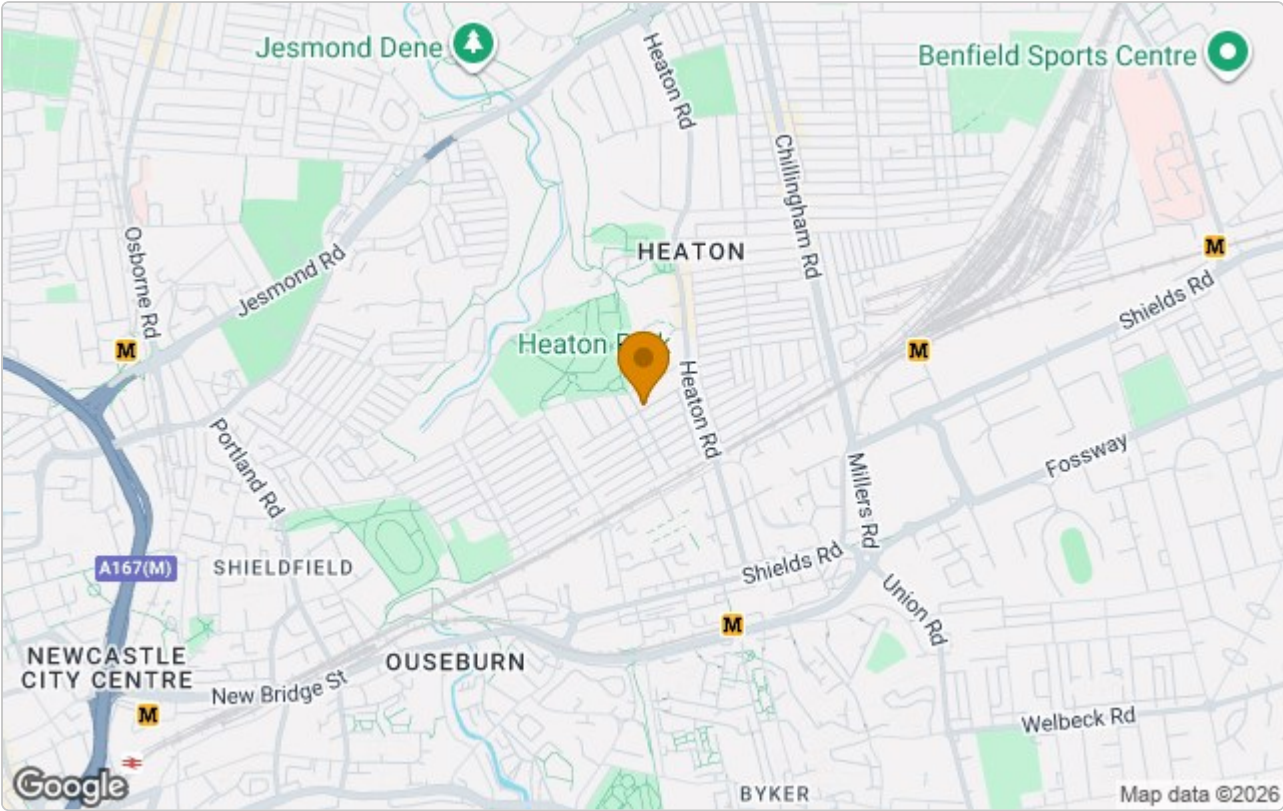 Jesmond Dene
Benfield Sports Centre
Heaton Rd
Chillingham Rd
Osborne Rd
Jesmond Rd
HEATON
M
Shields Rd
M
Heaton
M
Heaton Rd
Portland Rd
Fossway
Millers Rd
A167(M)
SHIELDFIELD
Shields Rd
Union Rd
M
NEWCASTLE
CITY CENTRE
OUSEBURN
New Bridge St
M
Welbeck Rd
Google
BYKER
Map data ©2026